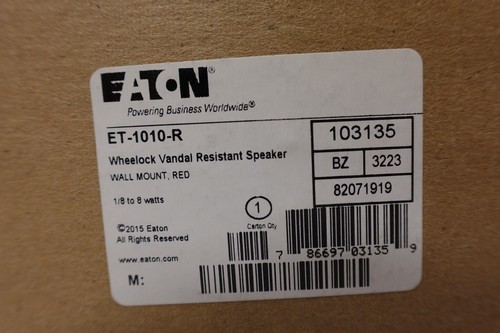 EATON®
Powering Business Worldwide®
ET-1010-R
103135
Wheelock Vandal Resistant Speaker
BZ 3223
WALL MOUNT, RED
82071919
1/8 to 8 watts
1
Carton Qty
©2015 Eaton
All Rights Reserved
7 86697 03135 9
www.eaton.com
M: